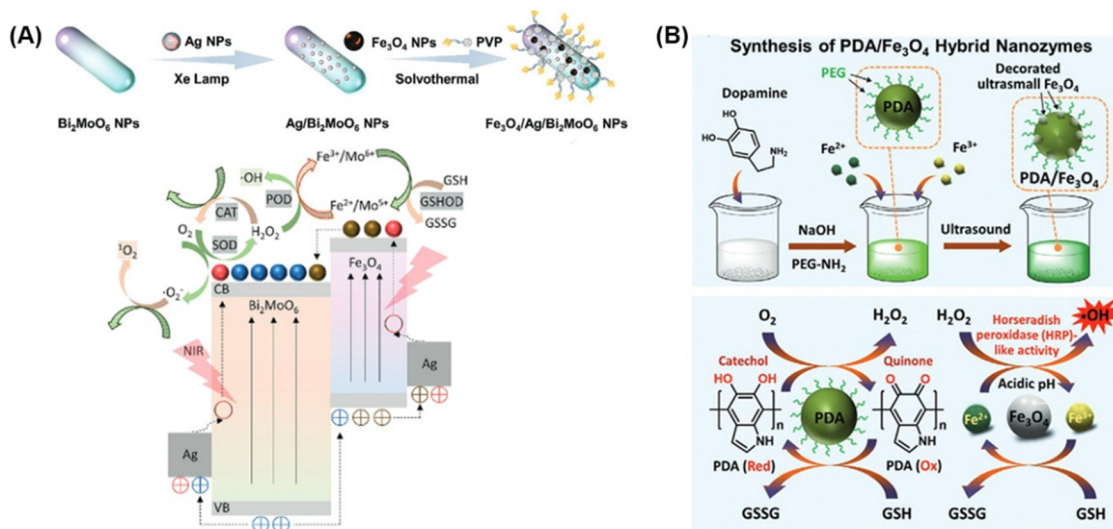 (A)
Ag NPs
Fe₃O₄ NPs
PVP
Xe Lamp
Solvothermal
Bi₂MoO₆ NPs
Ag/Bi₂MoO₆ NPs
Fe₃O₄/Ag/Bi₂MoO₆ NPs
Fe³⁺/Mo⁶⁺
·OH
POD
GSH
GSHOD
Fe²⁺/Mo⁵⁺
GSSG
CAT
O₂
H₂O₂
SOD
¹O₂
·O₂⁻
CB
Fe₃O₄
Bi₂MoO₆
NIR
Ag
Ag
VB
(B)
Synthesis of PDA/Fe₃O₄ Hybrid Nanozymes
PEG
PDA
Decorated
ultrasmall Fe₃O₄
Dopamine
HO
HO
NH₂
Fe²⁺
Fe³⁺
PDA/Fe₃O₄
NaOH
PEG-NH₂
Ultrasound
O₂
H₂O₂
H₂O₂
·OH
Horseradish
peroxidase (HRP)-
like activity
Catechol
Quinone
HO OH
O O
Acidic pH
PDA
n
n
Fe²⁺
Fe₃O₄
Fe³⁺
NH
NH
PDA (Red)
PDA (Ox)
GSSG
GSH
GSSG
GSH